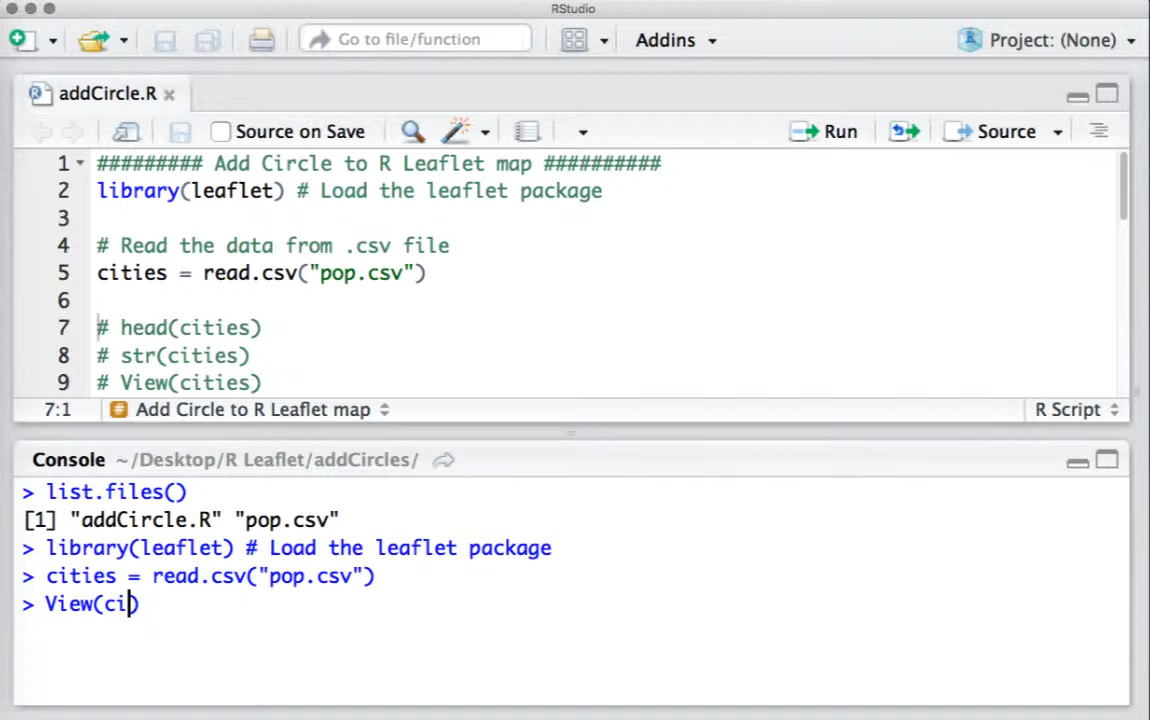 RStudio
Go to file/function
Addins
Project: (None)
addCircle.R
Source on Save
Run
Source
1 ######### Add Circle to R Leaflet map ##########
2 library(leaflet) # Load the leaflet package
3
4 # Read the data from .csv file
5 cities = read.csv("pop.csv")
6
7 # head(cities)
8 # str(cities)
9 # View(cities)
7:1 # Add Circle to R Leaflet map R Script
Console ~/Desktop/R Leaflet/addCircles/
> list.files()
[1] "addCircle.R" "pop.csv"
> library(leaflet) # Load the leaflet package
> cities = read.csv("pop.csv")
> View(ci)